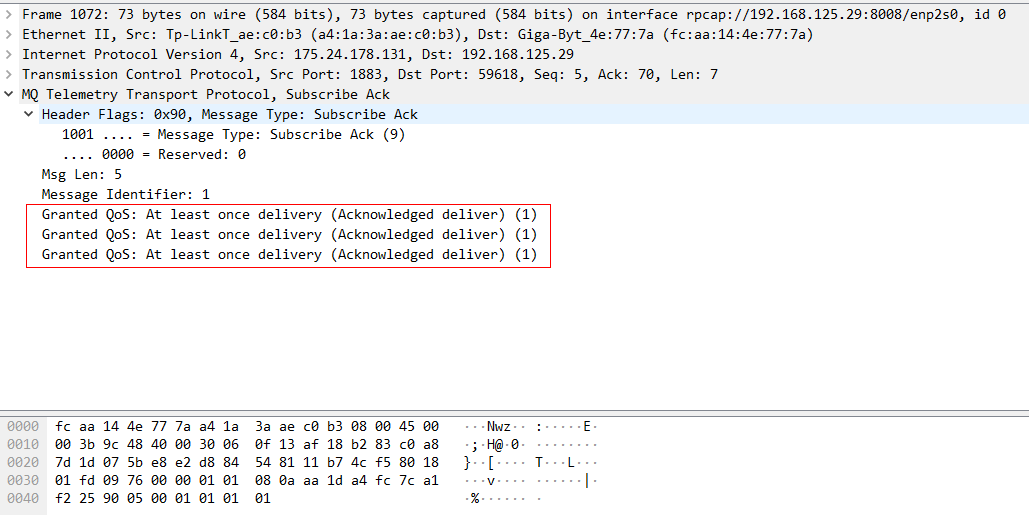 Frame 1072: 73 bytes on wire (584 bits), 73 bytes captured (584 bits) on interface rpcap://192.168.125.29:8008/enp2s0, id 0
Ethernet II, Src: Tp-LinkT_ae:c0:b3 (a4:1a:3a:ae:c0:b3), Dst: Giga-Byt_4e:77:7a (fc:aa:14:4e:77:7a)
Internet Protocol Version 4, Src: 175.24.178.131, Dst: 192.168.125.29
Transmission Control Protocol, Src Port: 1883, Dst Port: 59618, Seq: 5, Ack: 70, Len: 7
MQ Telemetry Transport Protocol, Subscribe Ack
Header Flags: 0x90, Message Type: Subscribe Ack
1001 .... = Message Type: Subscribe Ack (9)
.... 0000 = Reserved: 0
Msg Len: 5
Message Identifier: 1
Granted QoS: At least once delivery (Acknowledged deliver) (1)
Granted QoS: At least once delivery (Acknowledged deliver) (1)
Granted QoS: At least once delivery (Acknowledged deliver) (1)
0000 fc aa 14 4e 77 7a a4 1a 3a ae c0 b3 08 00 45 00 ···Nwz·· :·····E·
0010 00 3b 9c 48 40 00 30 06 0f 13 af 18 b2 83 c0 a8 ·;·H@·0· ········
0020 7d 1d 07 5b e8 e2 d8 84 54 81 11 b7 4c f5 80 18 }··[···· T···L···
0030 01 fd 09 76 00 00 01 01 08 0a aa 1d a4 fc 7c a1 ···v···· ······|·
0040 f2 25 90 05 00 01 01 01 01 ·%······ ·